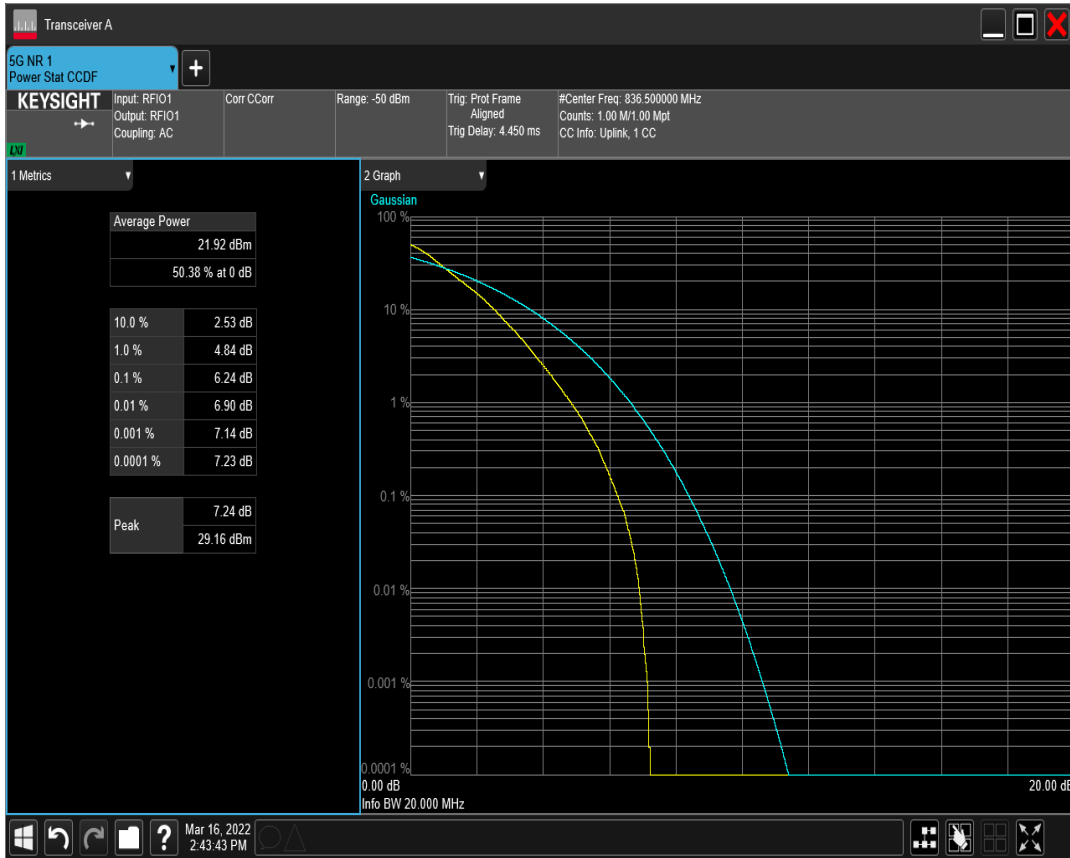 Transceiver A
5G NR 1
Power Stat CCDF
+
KEYSIGHT
LXI
Input: RFIO1
Output: RFIO1
Coupling: AC
Corr CCorr
Range: -50 dBm
Trig: Prot Frame
Aligned
Trig Delay: 4.450 ms
#Center Freq: 836.500000 MHz
Counts: 1.00 M/1.00 Mpt
CC Info: Uplink, 1 CC
1 Metrics
Average Power
21.92 dBm
50.38 % at 0 dB
10.0 % 2.53 dB
1.0 % 4.84 dB
0.1 % 6.24 dB
0.01 % 6.90 dB
0.001 % 7.14 dB
0.0001 % 7.23 dB
Peak
7.24 dB
29.16 dBm
2 Graph
Gaussian
100 %
10 %
1 %
0.1 %
0.01 %
0.001 %
0.0001 %
0.00 dB
20.00 dB
Info BW 20.000 MHz
?
Mar 16, 2022
2:43:43 PM